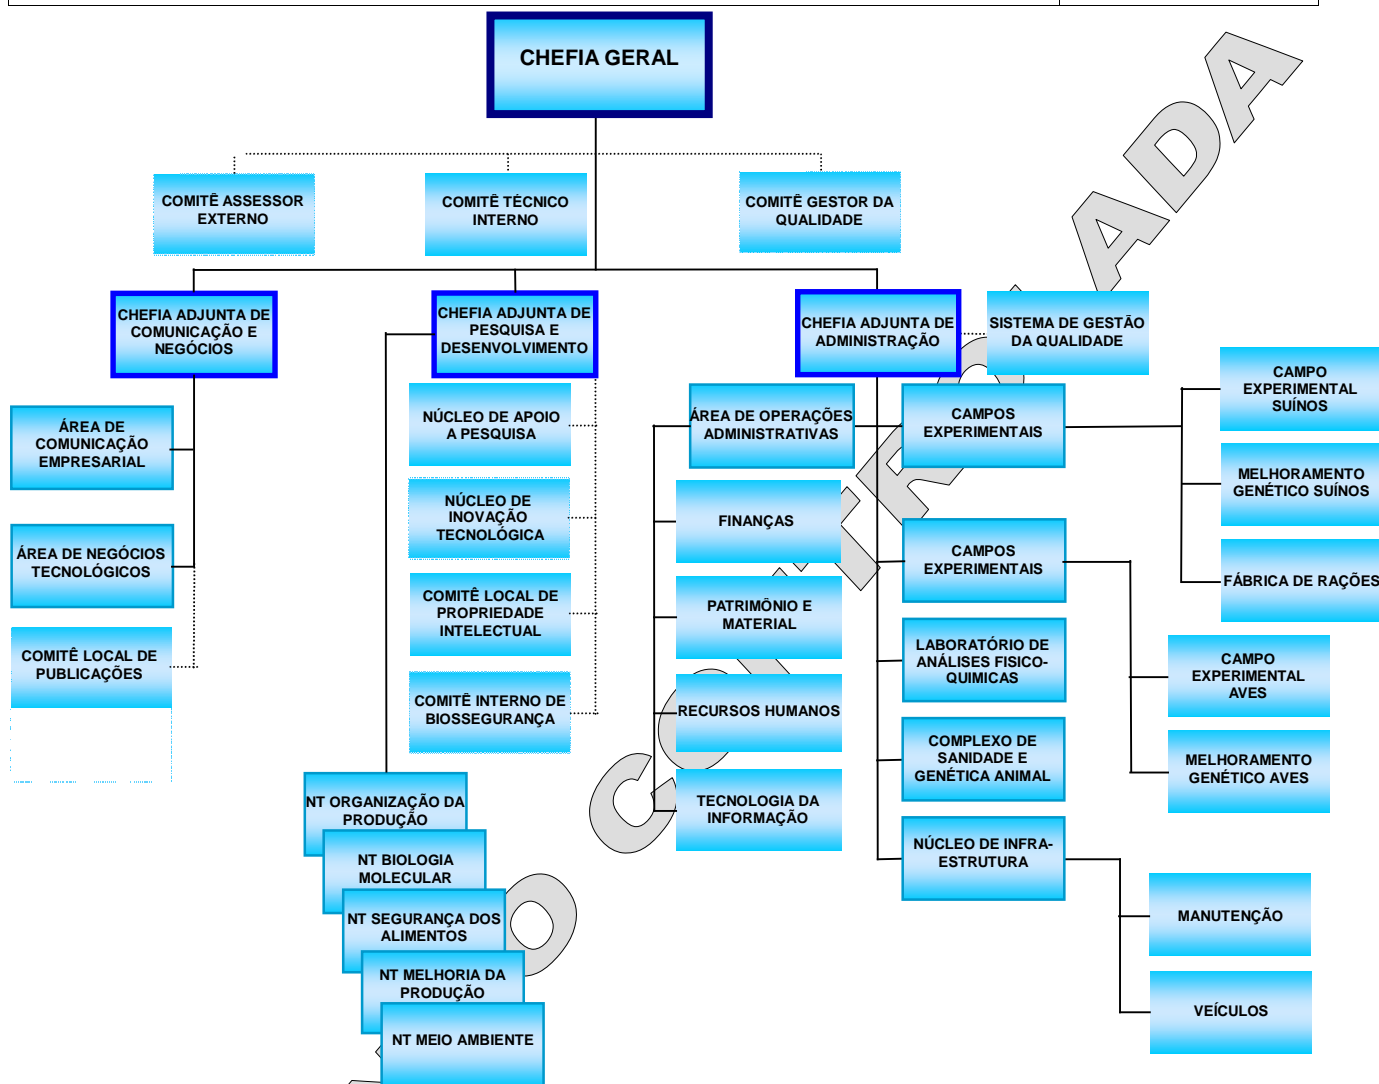 CHEFIA GERAL
COMITÊ ASSESSOR
EXTERNO
COMITÊ TÉCNICO
INTERNO
COMITÊ GESTOR DA
QUALIDADE
CHEFIA ADJUNTA DE
COMUNICAÇÃO E
NEGÓCIOS
CHEFIA ADJUNTA DE
PESQUISA E
DESENVOLVIMENTO
CHEFIA ADJUNTA DE
ADMINISTRAÇÃO
SISTEMA DE GESTÃO
DA QUALIDADE
ÁREA DE
COMUNICAÇÃO
EMPRESARIAL
ÁREA DE NEGÓCIOS
TECNOLÓGICOS
COMITÊ LOCAL DE
PUBLICAÇÕES
NÚCLEO DE APOIO
A PESQUISA
NÚCLEO DE
INOVAÇÃO
TECNOLÓGICA
COMITÊ LOCAL DE
PROPRIEDADE
INTELECTUAL
COMITÊ INTERNO DE
BIOSSEGURANÇA
NT ORGANIZAÇÃO DA
PRODUÇÃO
NT BIOLOGIA
MOLECULAR
NT SEGURANÇA DOS
ALIMENTOS
NT MELHORIA DA
PRODUÇÃO
NT MEIO AMBIENTE
ÁREA DE OPERAÇÕES
ADMINISTRATIVAS
FINANÇAS
PATRIMÔNIO E
MATERIAL
RECURSOS HUMANOS
TECNOLOGIA DA
INFORMAÇÃO
CAMPOS
EXPERIMENTAIS
CAMPOS
EXPERIMENTAIS
LABORATÓRIO DE
ANÁLISES FISICO-
QUIMICAS
COMPLEXO DE
SANIDADE E
GENÉTICA ANIMAL
NÚCLEO DE INFRA-
ESTRUTURA
CAMPO
EXPERIMENTAL
SUÍNOS
MELHORAMENTO
GENÉTICO SUÍNOS
FÁBRICA DE RAÇÕES
CAMPO
EXPERIMENTAL
AVES
MELHORAMENTO
GENÉTICO AVES
MANUTENÇÃO
VEÍCULOS